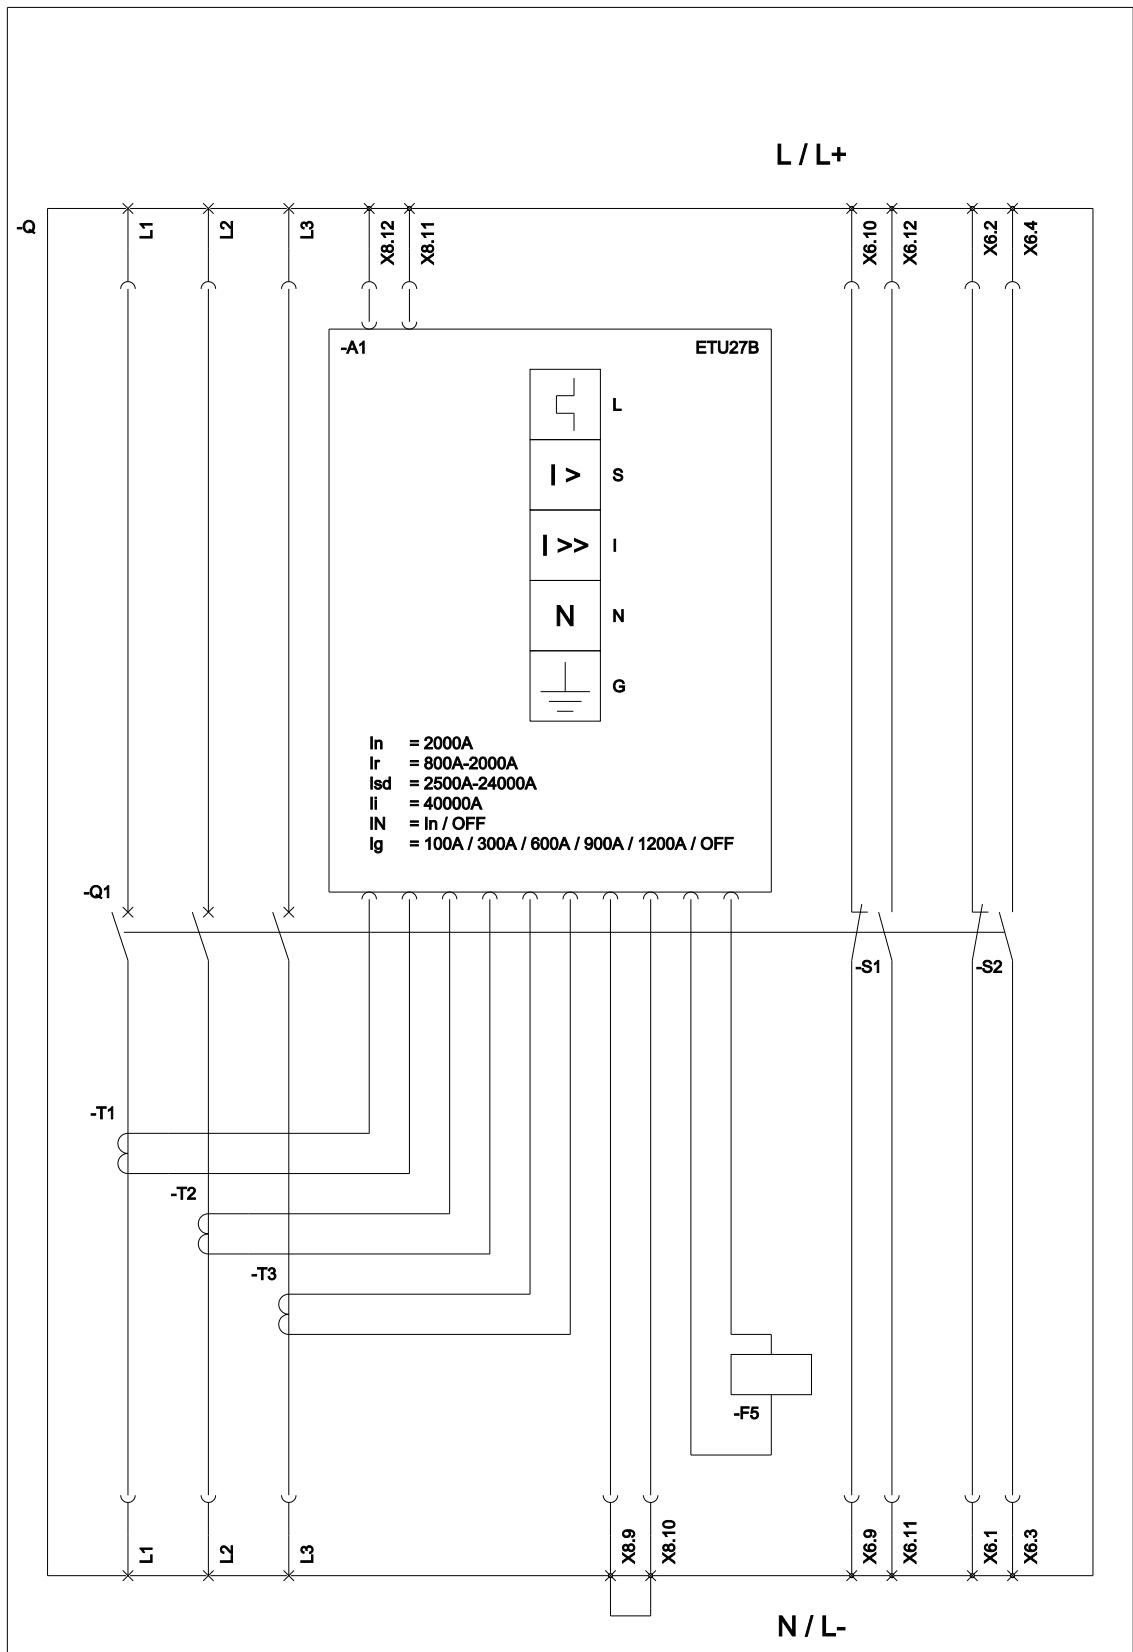 L / L+
-Q
L1
L2
L3
X8.12
X8.11
X6.10
X6.12
X6.2
X6.4
-A1
ETU27B
L
I >
S
I >>
I
N
N
G
In = 2000A
Ir = 800A-2000A
Isd = 2500A-24000A
Ii = 40000A
IN = In / OFF
Ig = 100A / 300A / 600A / 900A / 1200A / OFF
-Q1
-S1
-S2
-T1
-T2
-T3
-F5
L1
L2
L3
X8.9
X8.10
X6.9
X6.11
X6.1
X6.3
N / L-